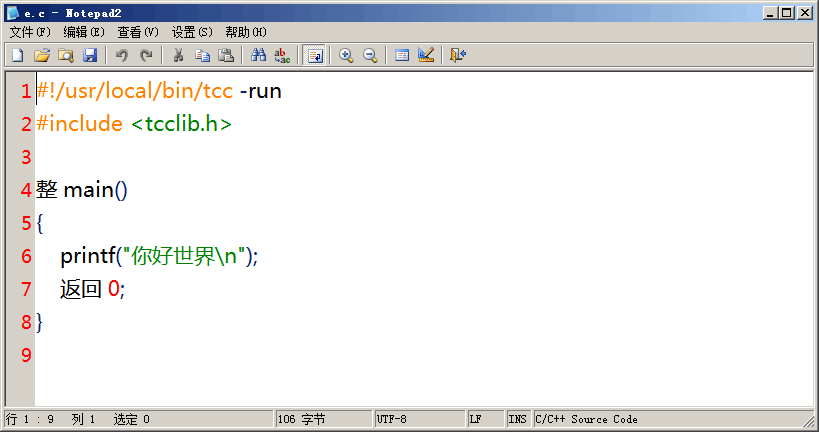 e.c - Notepad2
文件(F) 编辑(E) 查看(V) 设置(S) 帮助(H)
1 #!/usr/local/bin/tcc -run
2 #include <tcclib.h>
3
4 整 main()
5 {
6 printf("你好世界\n");
7 返回 0;
8 }
9
行 1 : 9 列 1 选定 0 106 字节 UTF-8 LF INS C/C++ Source Code